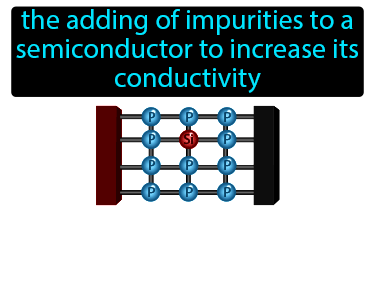 the adding of impurities to a
semiconductor to increase its
conductivity
P P P
P Si P
P P P
P P P